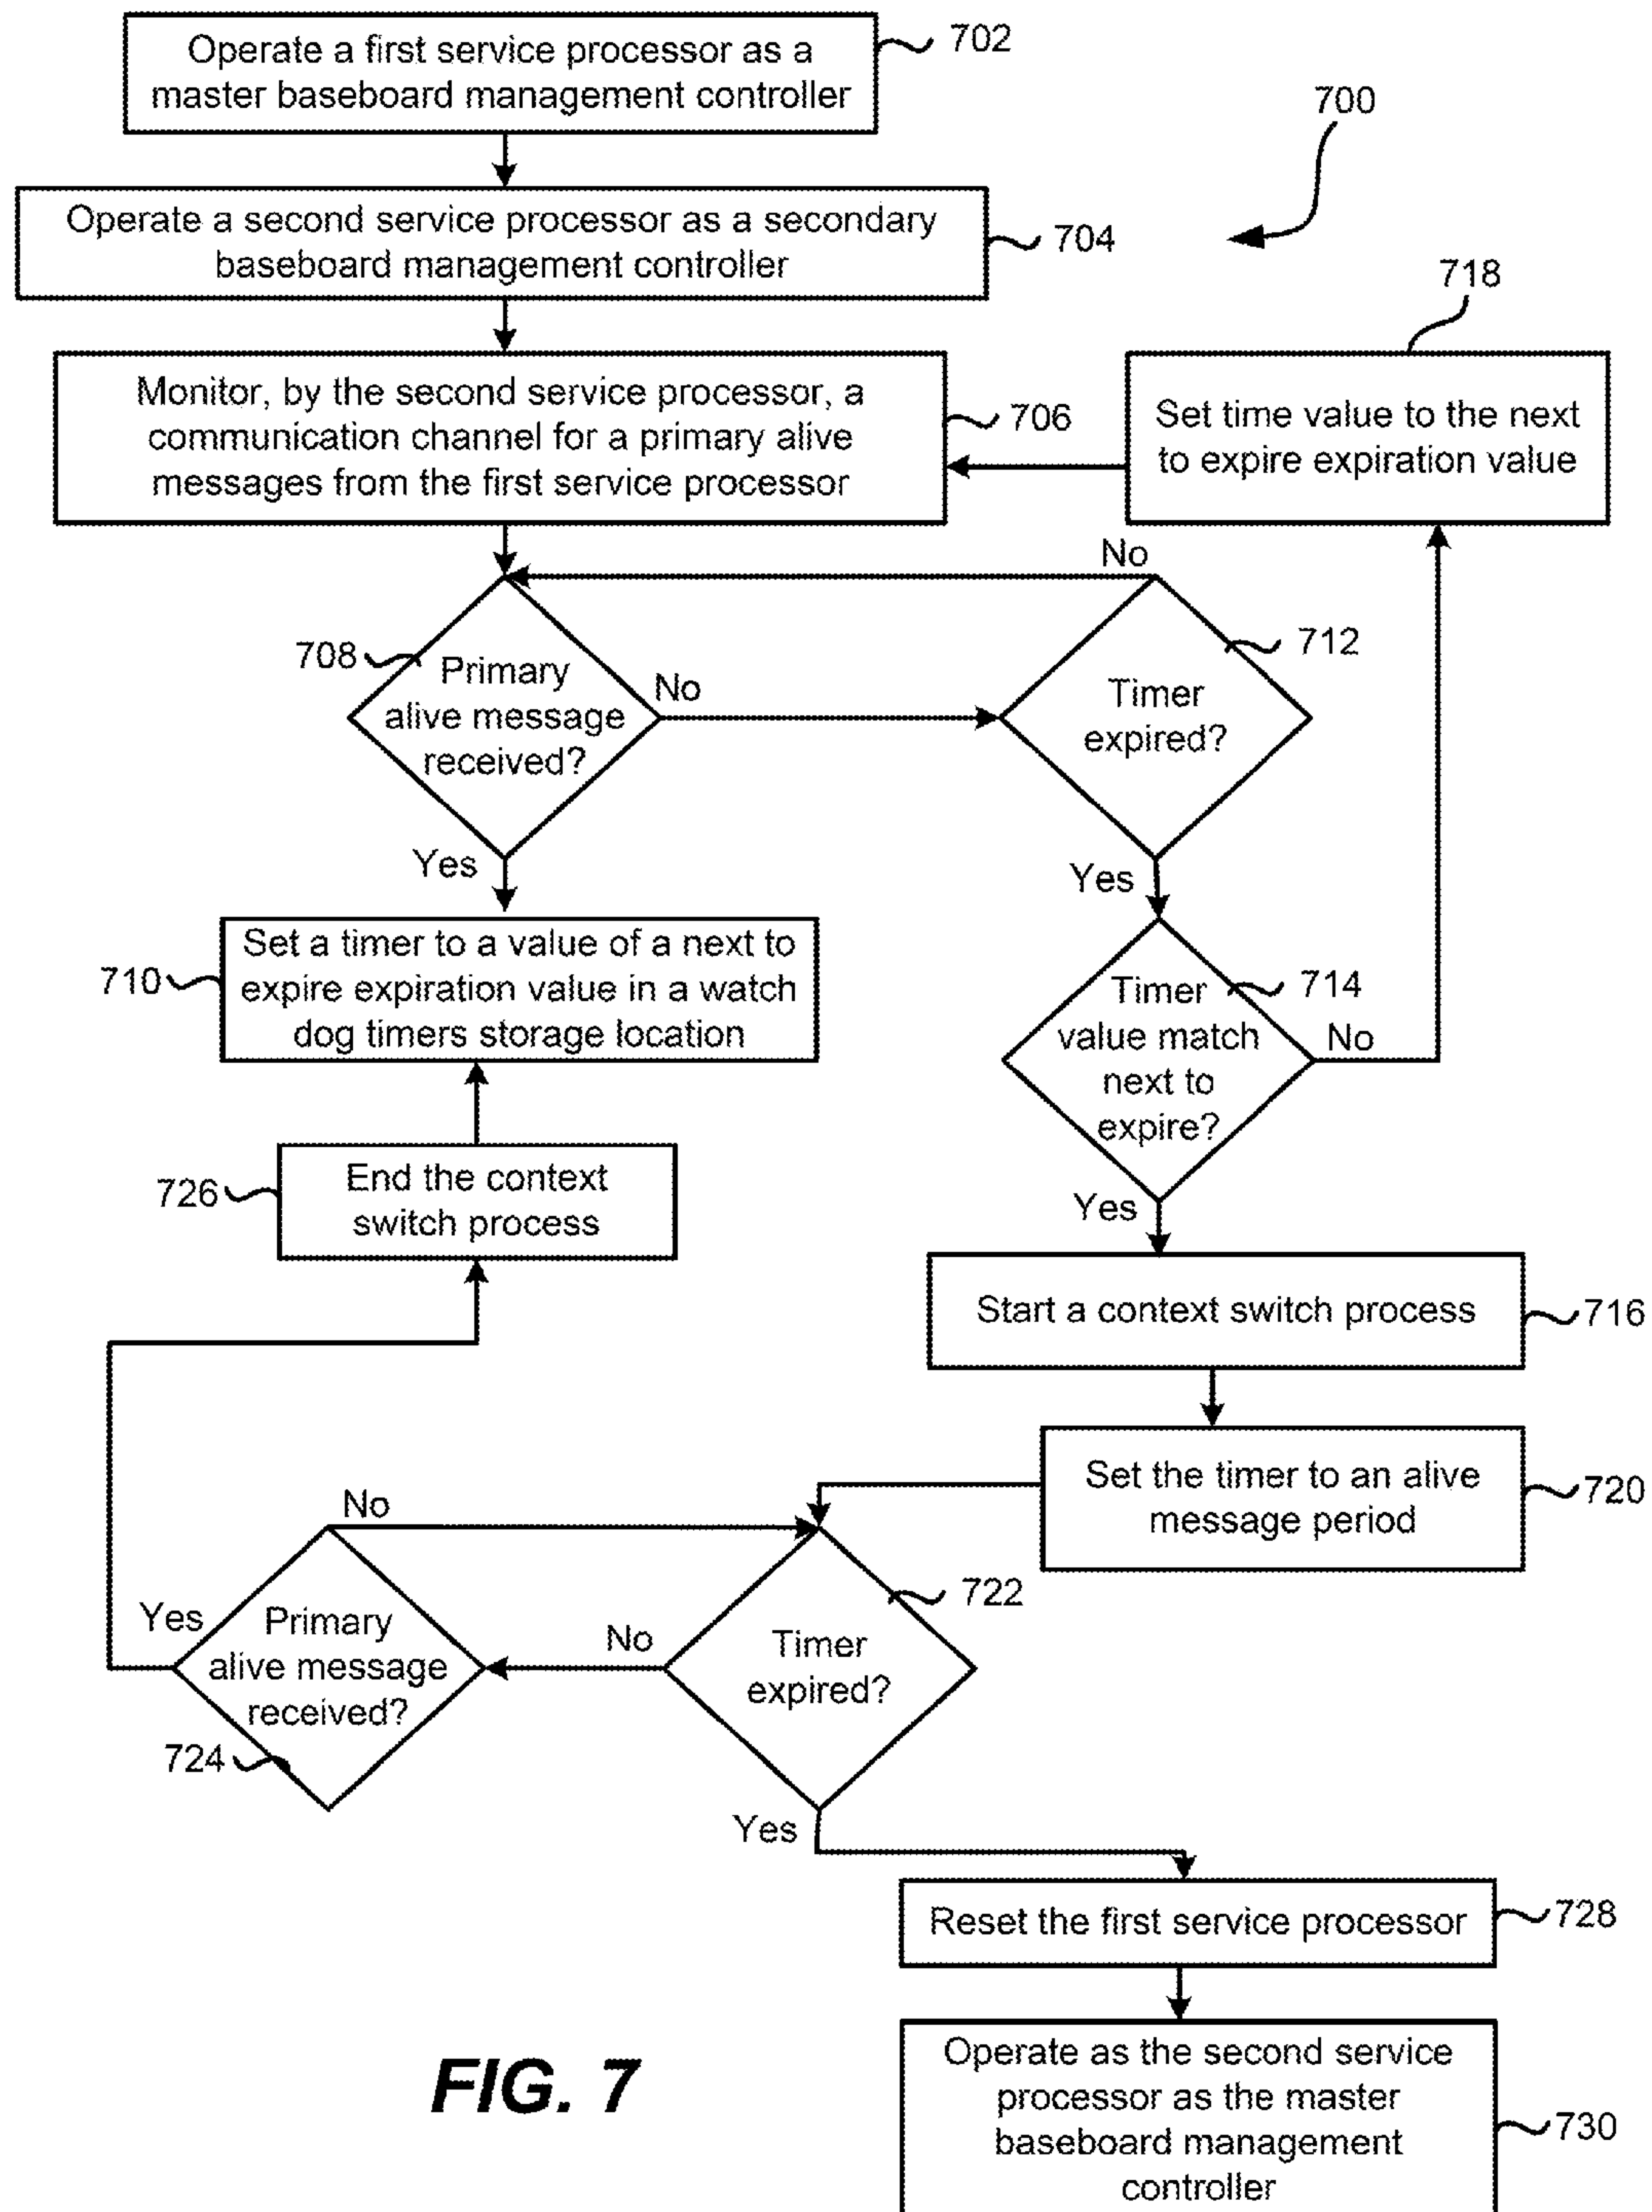 Operate a first service processor as a
master baseboard management controller
702
700
Operate a second service processor as a secondary
baseboard management controller
704
718
Monitor, by the second service processor, a
communication channel for a primary alive
messages from the first service processor
706
Set time value to the next
to expire expiration value
No
708
Primary
alive message
received?
No
712
Timer
expired?
Yes
Yes
710
Set a timer to a value of a next to
expire expiration value in a watch
dog timers storage location
714
Timer
value match
next to
expire?
No
726
End the context
switch process
Yes
Start a context switch process
716
Set the timer to an alive
message period
720
No
722
Yes
Primary
alive message
received?
No
Timer
expired?
724
Yes
Reset the first service processor
728
Operate as the second service
processor as the master
baseboard management
controller
730
FIG. 7